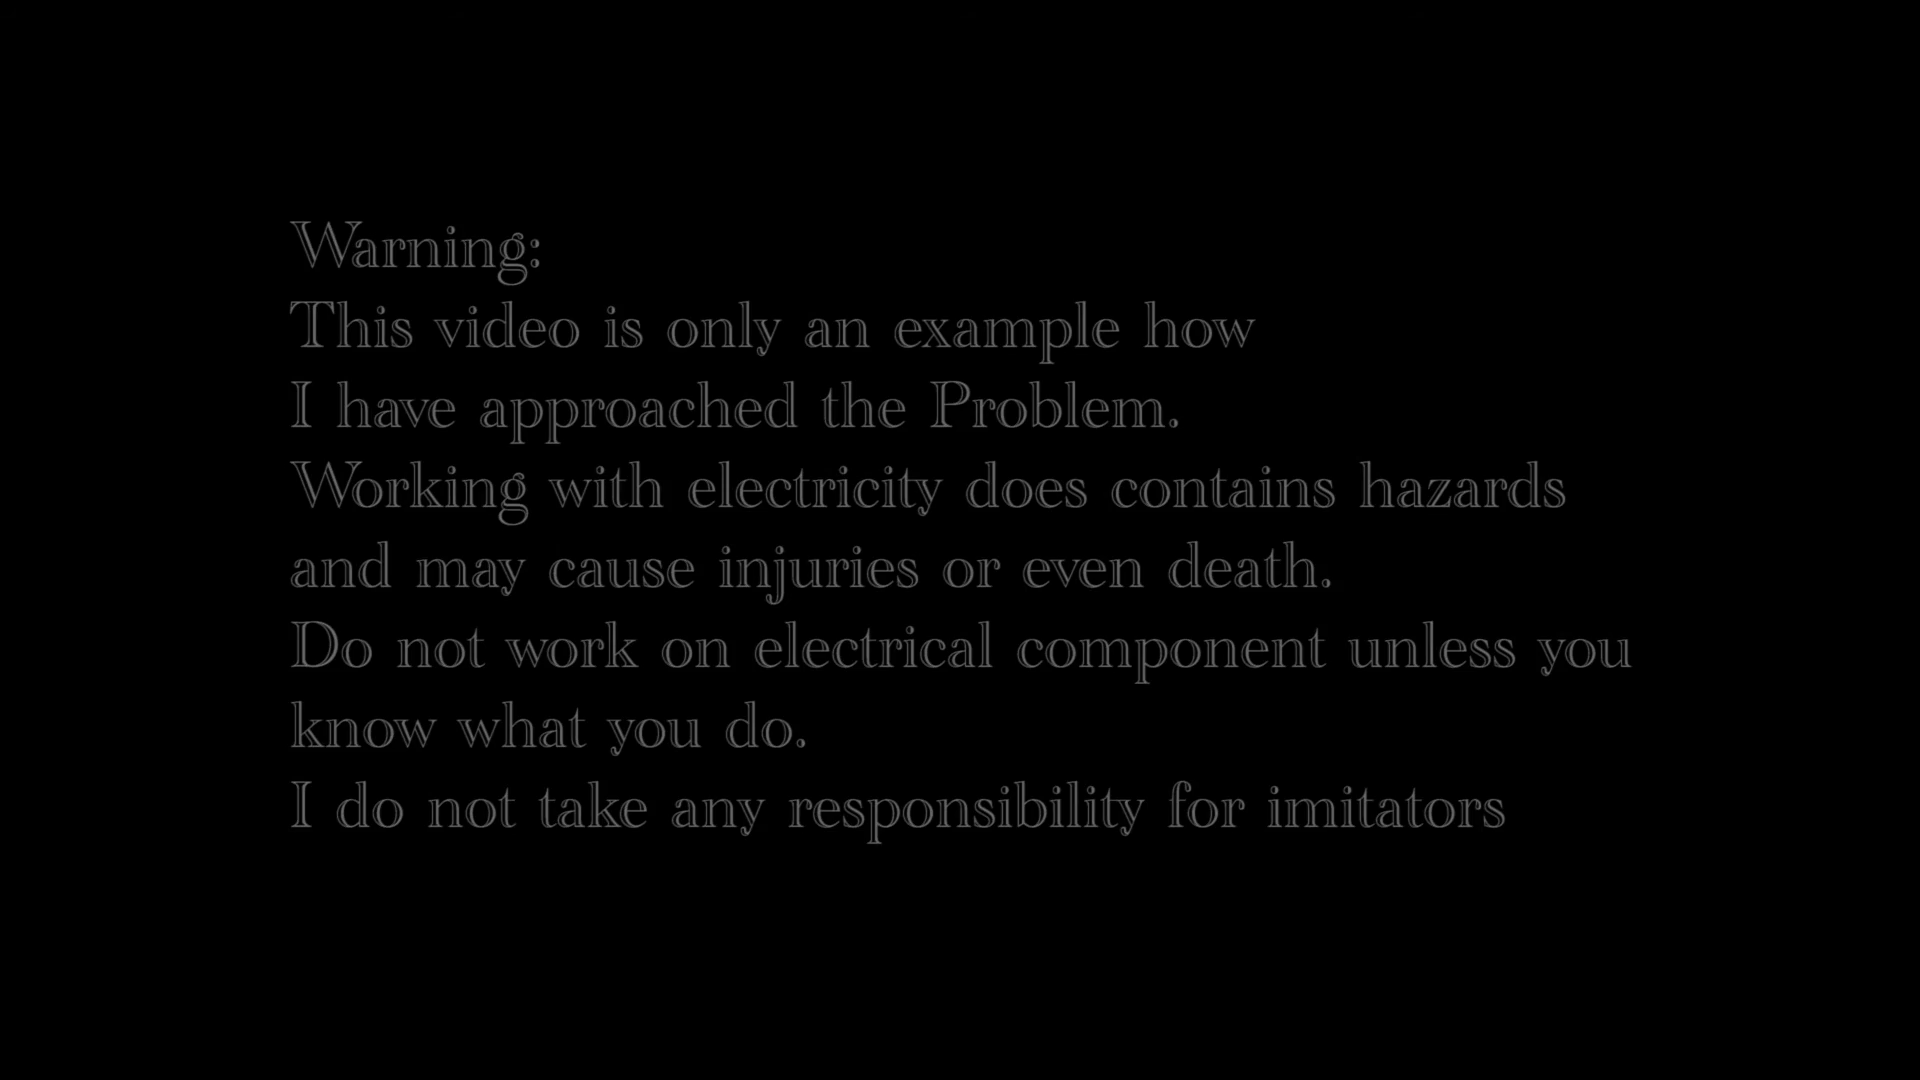 Warning:
This video is only an example how
I have approached the Problem.
Working with electricity does contains hazards
and may cause injuries or even death.
Do not work on electrical component unless you
know what you do.
I do not take any responsibility for imitators